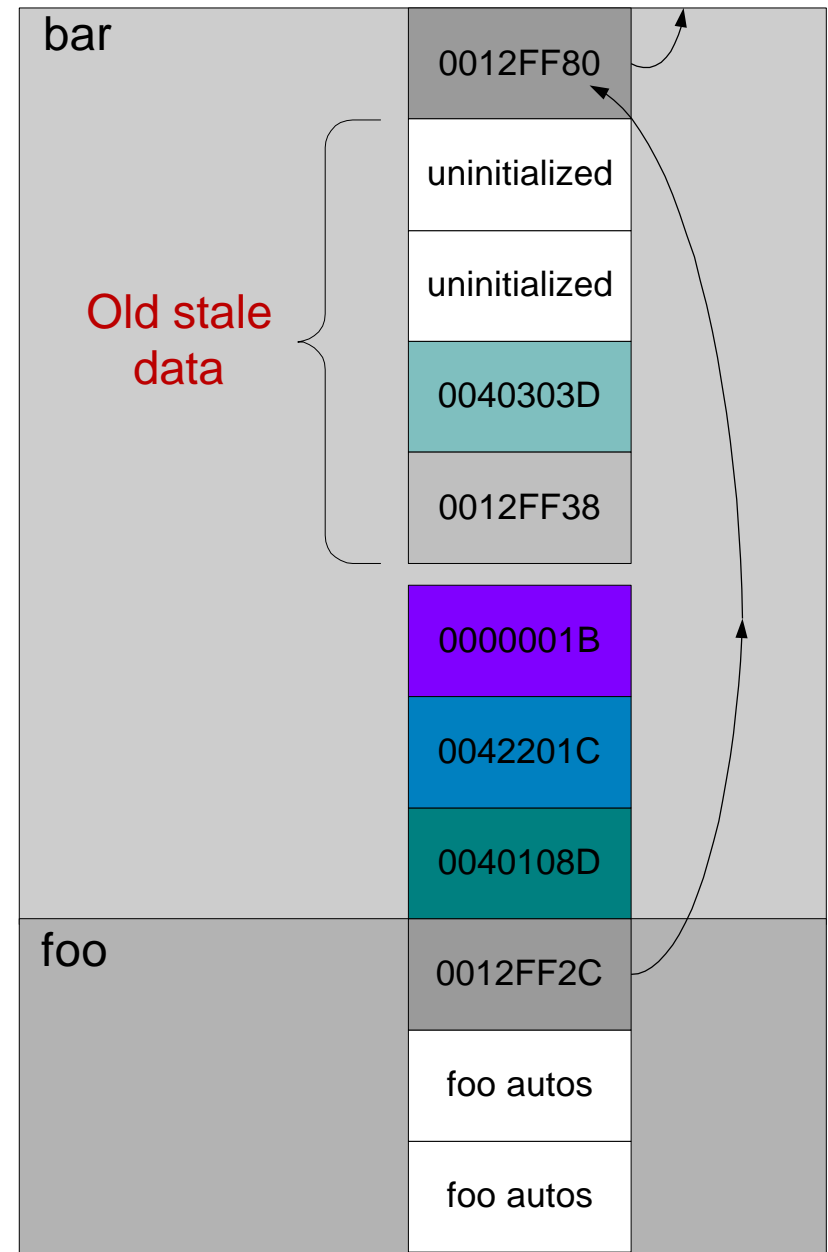 bar
0012FF80
uninitialized
uninitialized
Old stale
data
0040303D
0012FF38
0000001B
0042201C
0040108D
foo
0012FF2C
foo autos
foo autos